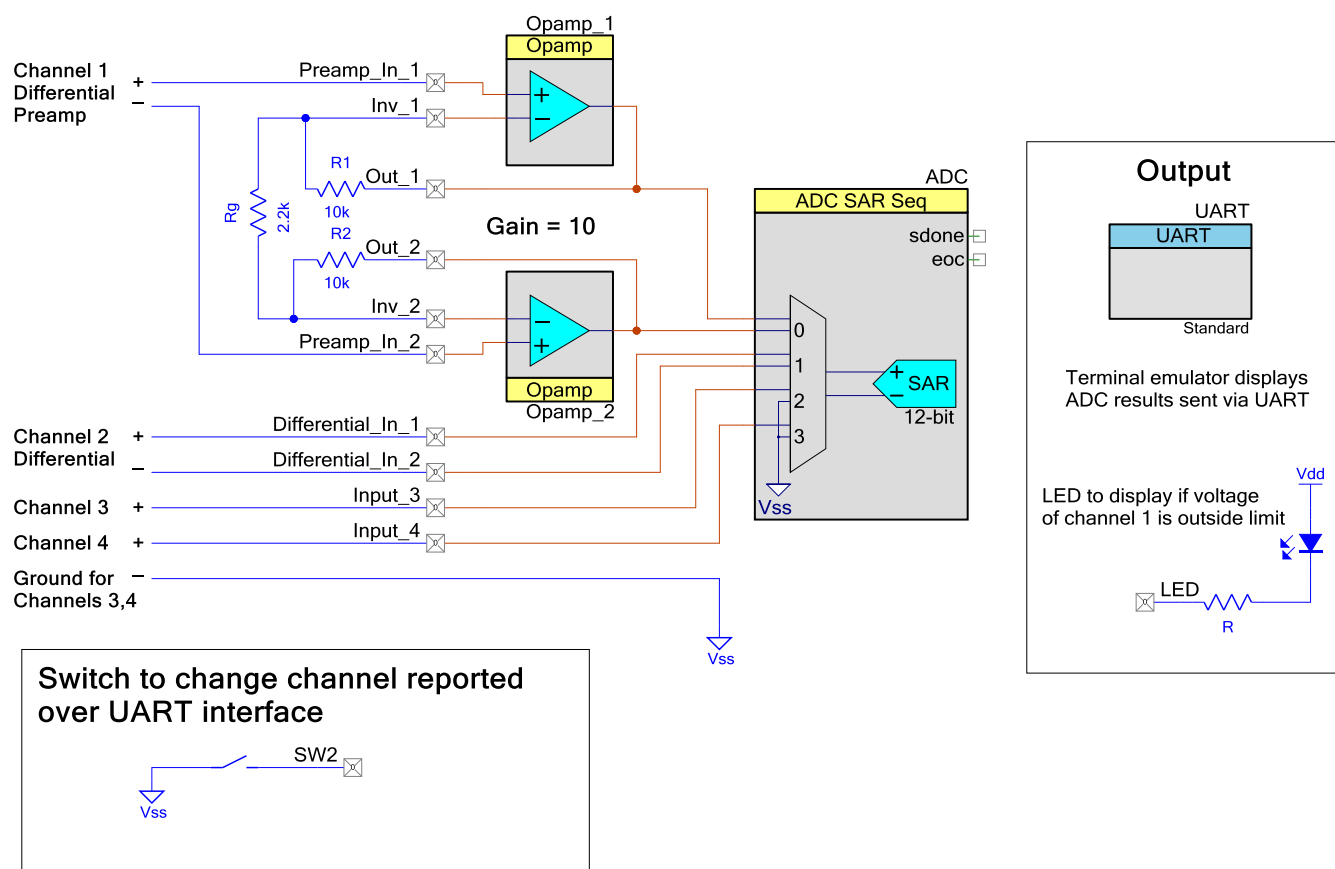 Opamp_1
Opamp
Channel 1
Differential
Preamp
+
−
Preamp_In_1
Inv_1
+
−
R1
10k
Out_1
Rg
2.2k
Gain = 10
R2
10k
Out_2
Inv_2
Preamp_In_2
−
+
Opamp
Opamp_2
Channel 2
Differential
+
−
Differential_In_1
Differential_In_2
Channel 3
+
Input_3
Channel 4
+
Input_4
Ground for
Channels 3,4
−
Vss
ADC
ADC SAR Seq
sdone
eoc
0
1
2
3
+
−
SAR
12-bit
Vss
Output
UART
UART
Standard
Terminal emulator displays
ADC results sent via UART
Vdd
LED to display if voltage
of channel 1 is outside limit
LED
R
Switch to change channel reported
over UART interface
SW2
Vss